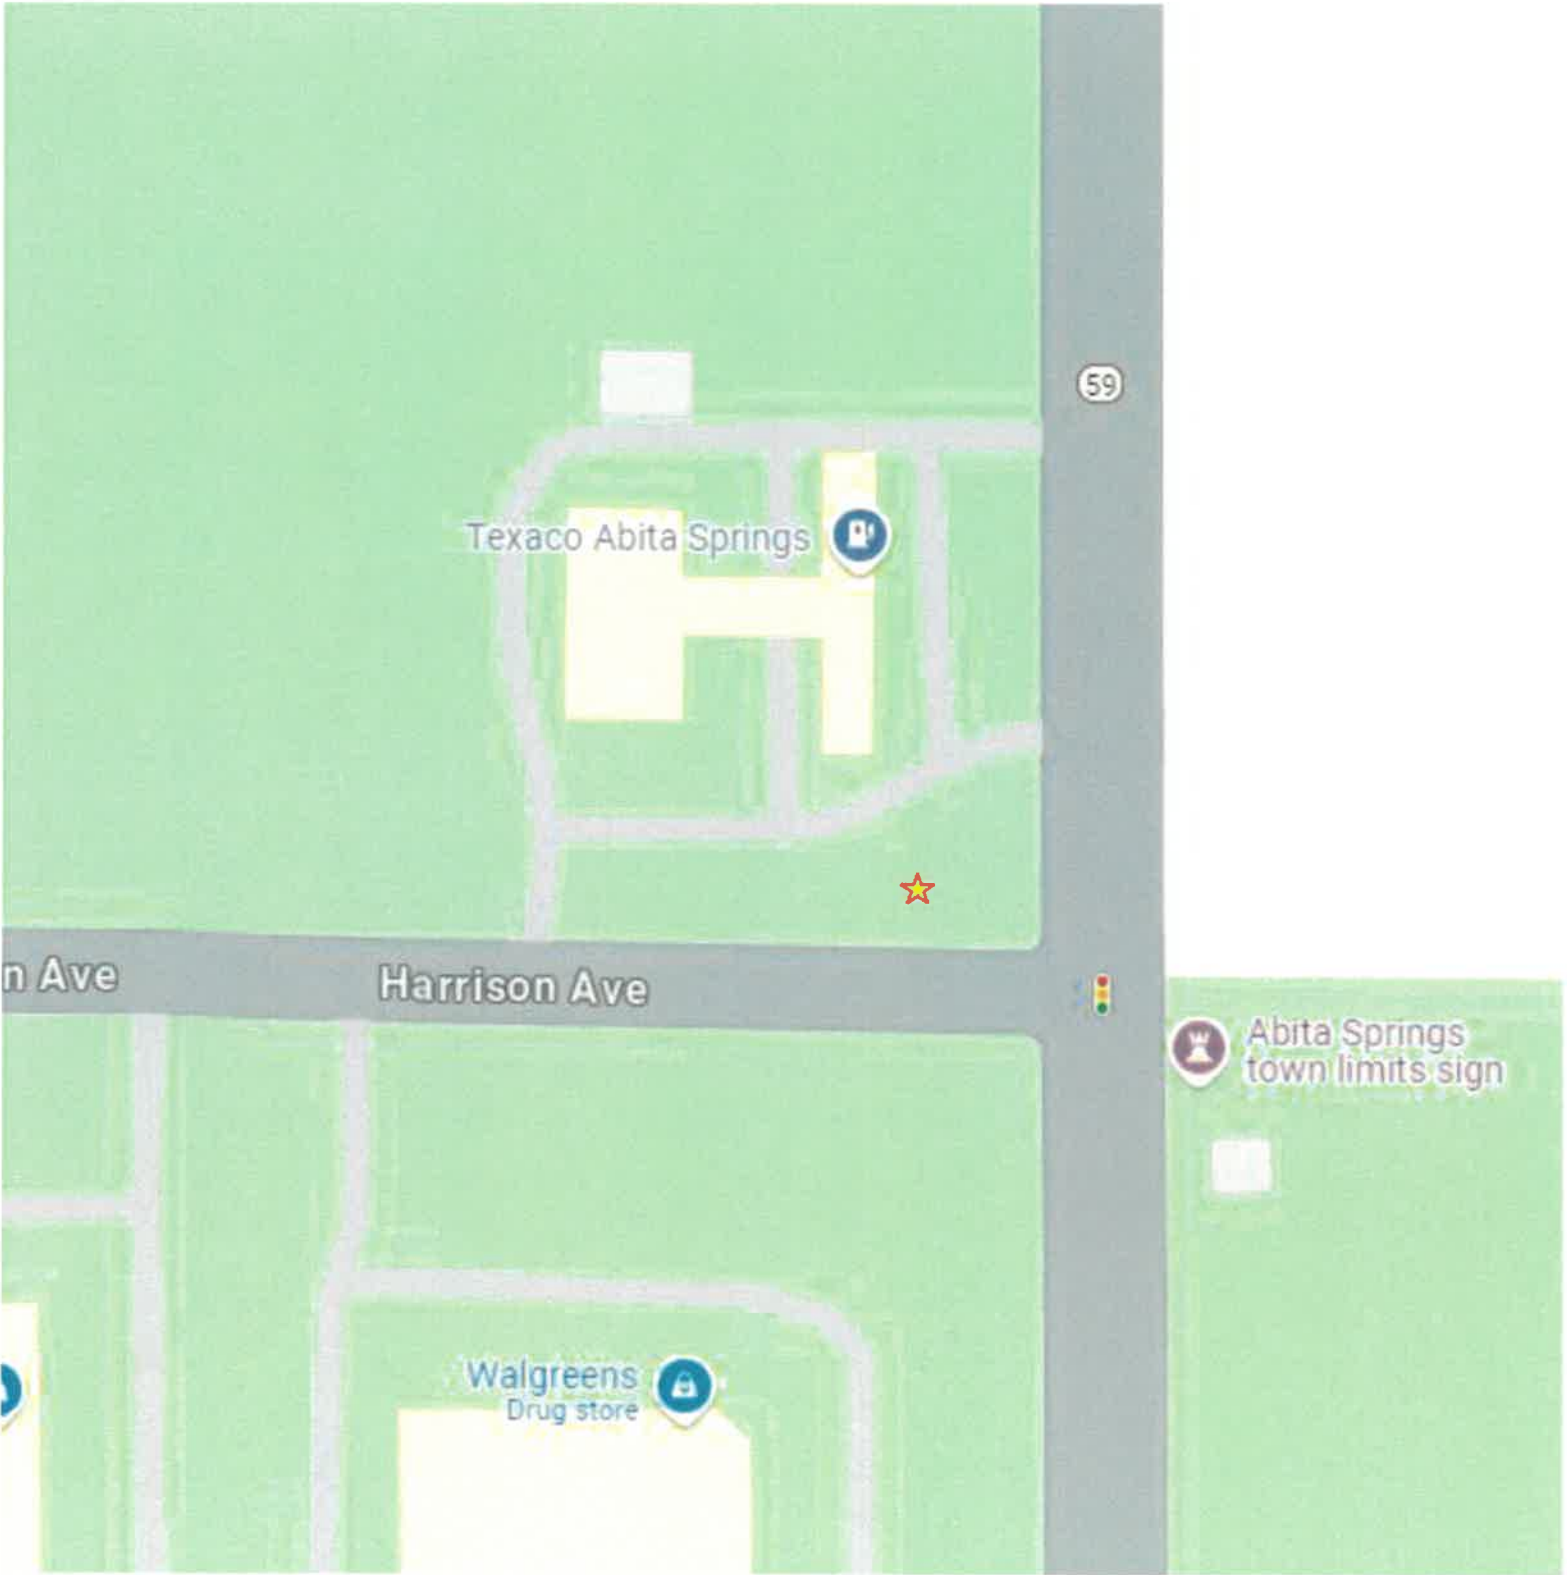 59
Texaco Abita Springs
n Ave
Harrison Ave
Abita Springs
town limits sign
Walgreens
Drug store